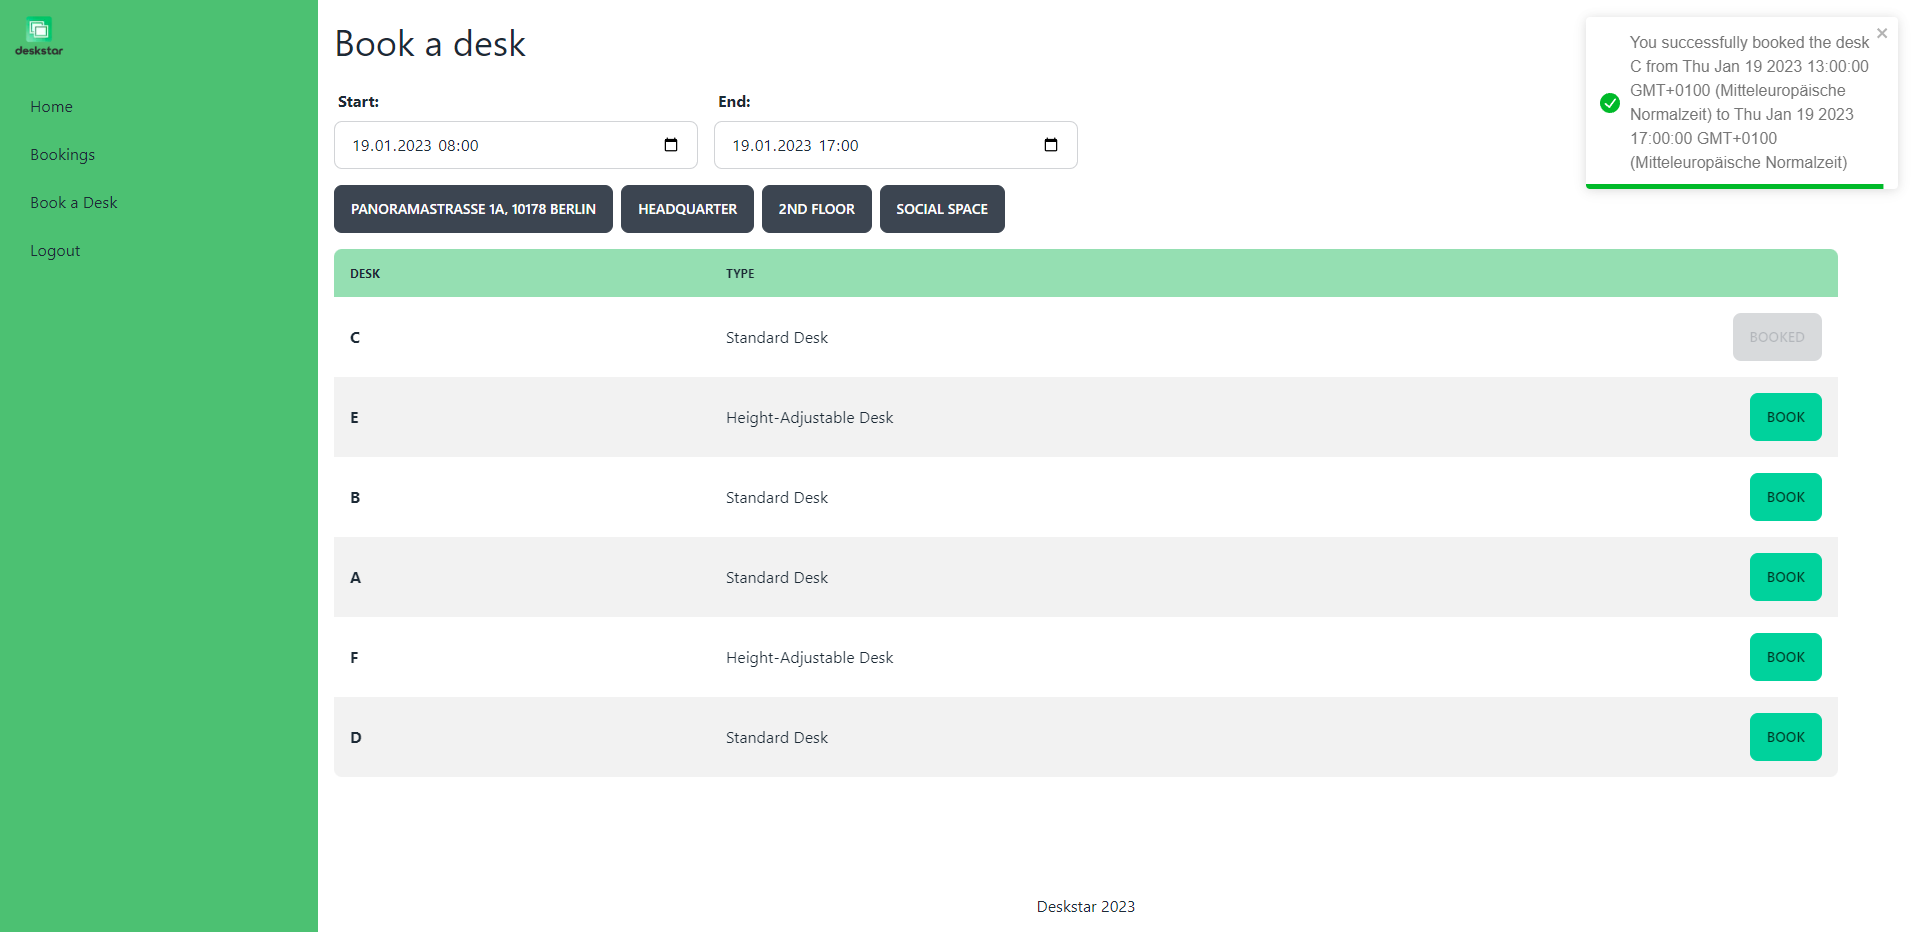 deskstar
Home
Bookings
Book a Desk
Logout
Book a desk
Start:
End:
19.01.2023 08:00
19.01.2023 17:00
PANORAMASTRASSE 1A, 10178 BERLIN
HEADQUARTER
2ND FLOOR
SOCIAL SPACE
DESK TYPE
C Standard Desk BOOKED
E Height-Adjustable Desk BOOK
B Standard Desk BOOK
A Standard Desk BOOK
F Height-Adjustable Desk BOOK
D Standard Desk BOOK
You successfully booked the desk
C from Thu Jan 19 2023 13:00:00
GMT+0100 (Mitteleuropäische
Normalzeit) to Thu Jan 19 2023
17:00:00 GMT+0100
(Mitteleuropäische Normalzeit)
Deskstar 2023